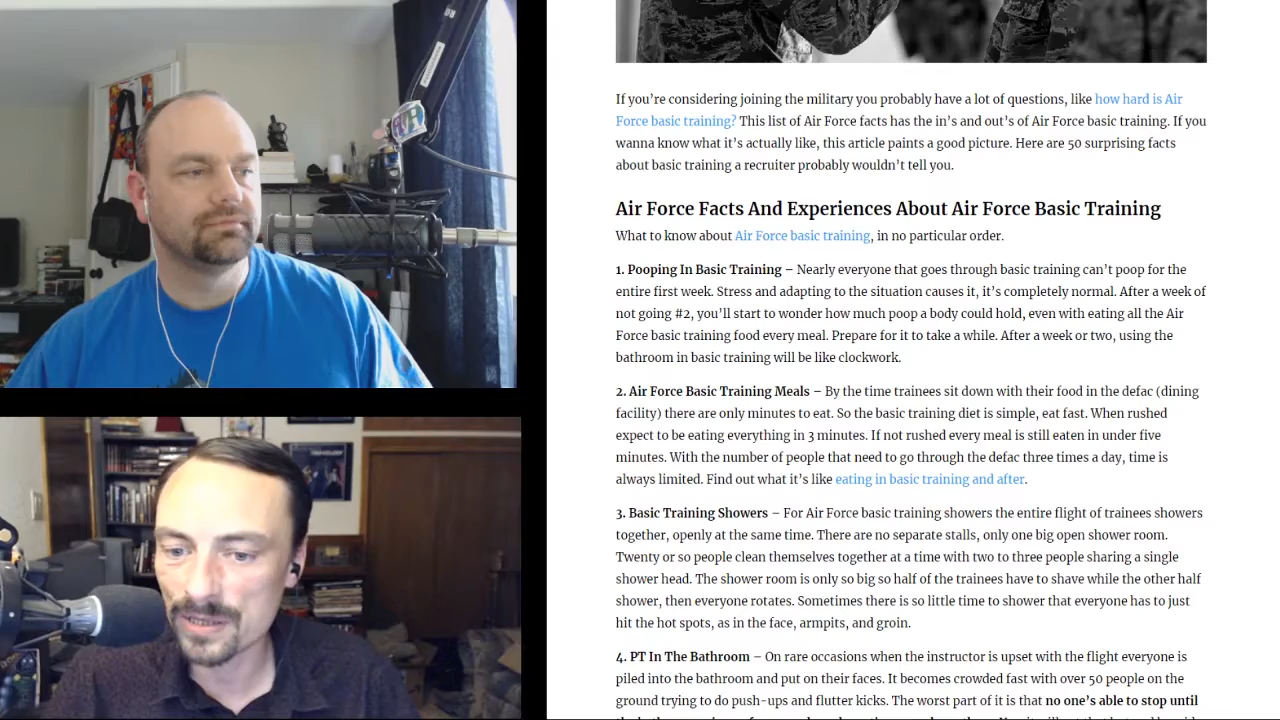 If you’re considering joining the military you probably have a lot of questions, like how hard is Air
Force basic training? This list of Air Force facts has the in’s and out’s of Air Force basic training. If you
wanna know what it’s actually like, this article paints a good picture. Here are 50 surprising facts
about basic training a recruiter probably wouldn’t tell you.
Air Force Facts And Experiences About Air Force Basic Training
What to know about Air Force basic training, in no particular order.
1. Pooping In Basic Training – Nearly everyone that goes through basic training can’t poop for the
entire first week. Stress and adapting to the situation causes it, it’s completely normal. After a week of
not going #2, you’ll start to wonder how much poop a body could hold, even with eating all the Air
Force basic training food every meal. Prepare for it to take a while. After a week or two, using the
bathroom in basic training will be like clockwork.
2. Air Force Basic Training Meals – By the time trainees sit down with their food in the defac (dining
facility) there are only minutes to eat. So the basic training diet is simple, eat fast. When rushed
expect to be eating everything in 3 minutes. If not rushed every meal is still eaten in under five
minutes. With the number of people that need to go through the defac three times a day, time is
always limited. Find out what it’s like eating in basic training and after.
3. Basic Training Showers – For Air Force basic training showers the entire flight of trainees showers
together, openly at the same time. There are no separate stalls, only one big open shower room.
Twenty or so people clean themselves together at a time with two to three people sharing a single
shower head. The shower room is only so big so half of the trainees have to shave while the other half
shower, then everyone rotates. Sometimes there is so little time to shower that everyone has to just
hit the hot spots, as in the face, armpits, and groin.
4. PT In The Bathroom – On rare occasions when the instructor is upset with the flight everyone is
piled into the bathroom and put on their faces. It becomes crowded fast with over 50 people on the
ground trying to do push-ups and flutter kicks. The worst part of it is that no one’s able to stop until